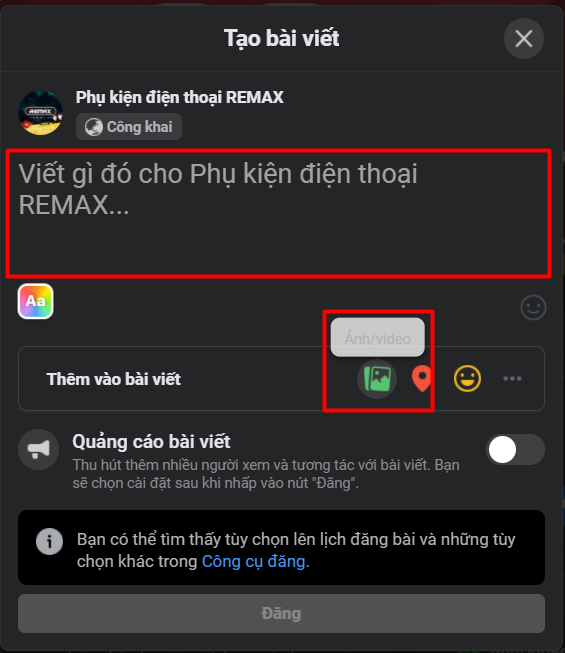 Tạo bài viết
REMAX
Phụ kiện điện thoại REMAX
Công khai
Viết gì đó cho Phụ kiện điện thoại
REMAX...
Aa
Ảnh/video
Thêm vào bài viết
Quảng cáo bài viết
Thu hút thêm nhiều người xem và tương tác với bài viết. Bạn
sẽ chọn cài đặt sau khi nhấp vào nút "Đăng".
Bạn có thể tìm thấy tùy chọn lên lịch đăng bài và những tùy
chọn khác trong Công cụ đăng.
Đăng